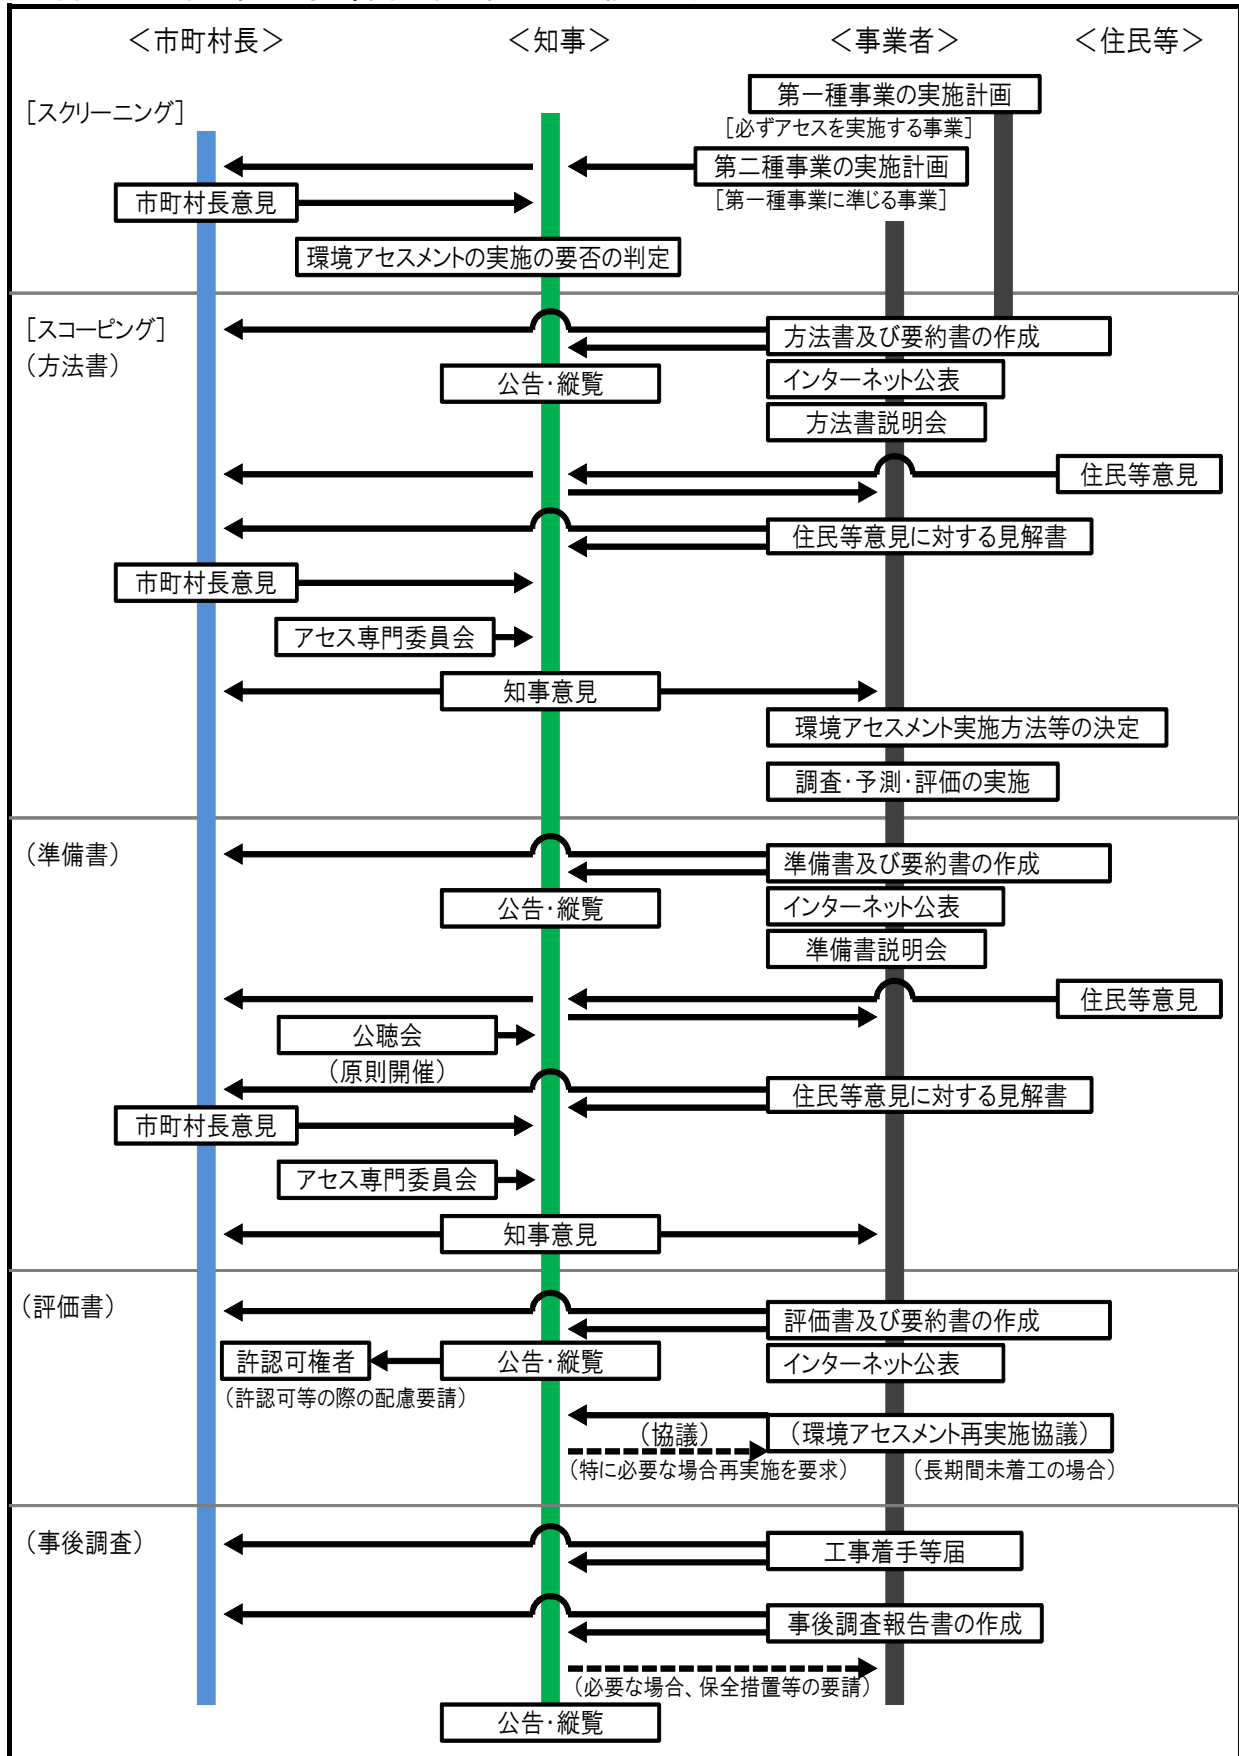 ＜市町村長＞ ＜知事＞ ＜事業者＞ ＜住民等＞
第一種事業の実施計画
［スクリーニング］
［必ずアセスを実施する事業］
第二種事業の実施計画
市町村長意見
［第一種事業に準じる事業］
環境アセスメントの実施の要否の判定
［スコーピング］
方法書及び要約書の作成
（方法書）
公告・縦覧
インターネット公表
方法書説明会
住民等意見
住民等意見に対する見解書
市町村長意見
アセス専門委員会
知事意見
環境アセスメント実施方法等の決定
調査・予測・評価の実施
（準備書）
準備書及び要約書の作成
公告・縦覧
インターネット公表
準備書説明会
住民等意見
公聴会
（原則開催）
住民等意見に対する見解書
市町村長意見
アセス専門委員会
知事意見
（評価書）
評価書及び要約書の作成
許認可権者
公告・縦覧
インターネット公表
（許認可等の際の配慮要請）
（協議）
（環境アセスメント再実施協議）
（特に必要な場合再実施を要求）
（長期間未着工の場合）
（事後調査）
工事着手等届
事後調査報告書の作成
（必要な場合、保全措置等の要請）
公告・縦覧